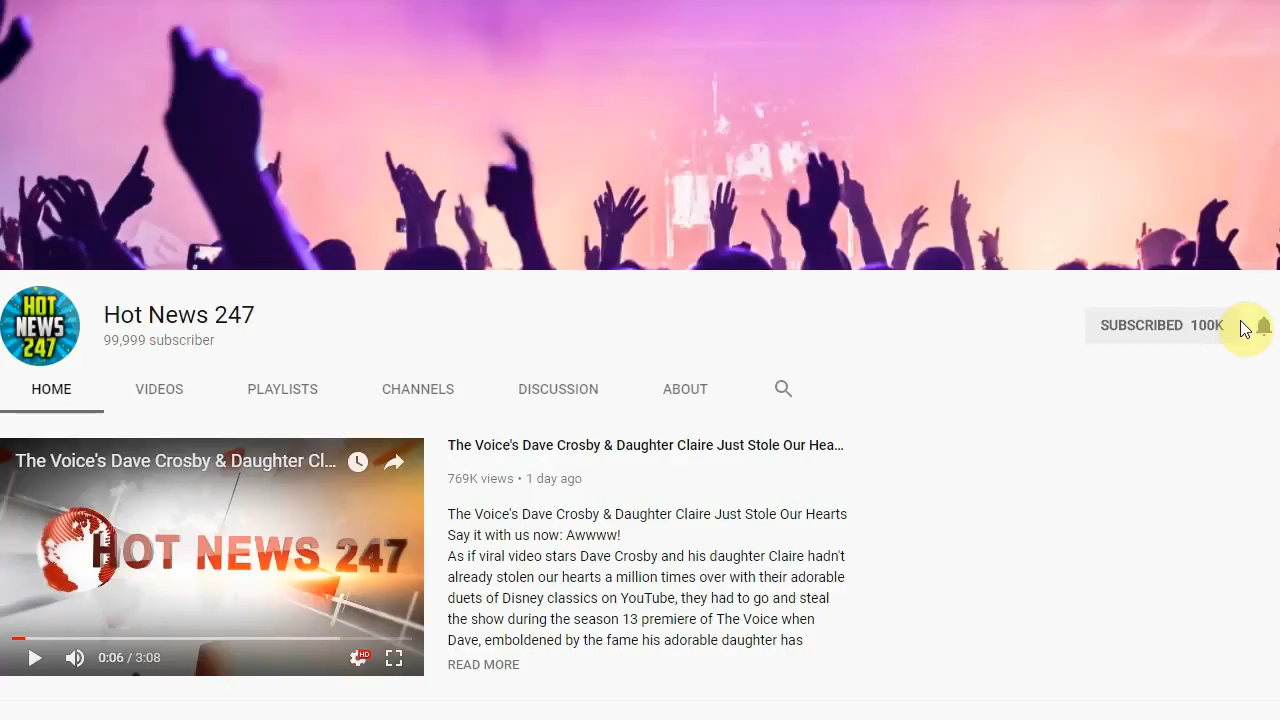 HOT
NEWS
247
Hot News 247
99,999 subscriber
SUBSCRIBED 100K
HOME VIDEOS PLAYLISTS CHANNELS DISCUSSION ABOUT
The Voice's Dave Crosby & Daughter Cl...
HOT NEWS 247
0:06 / 3:08
HD
The Voice's Dave Crosby & Daughter Claire Just Stole Our Hea...
769K views • 1 day ago
The Voice's Dave Crosby & Daughter Claire Just Stole Our Hearts
Say it with us now: Awwww!
As if viral video stars Dave Crosby and his daughter Claire hadn't
already stolen our hearts a million times over with their adorable
duets of Disney classics on YouTube, they had to go and steal
the show during the season 13 premiere of The Voice when
Dave, emboldened by the fame his adorable daughter has
READ MORE